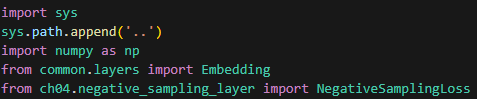 import sys
sys.path.append('..')
import numpy as np
from common.layers import Embedding
from ch04.negative_sampling_layer import NegativeSamplingLoss